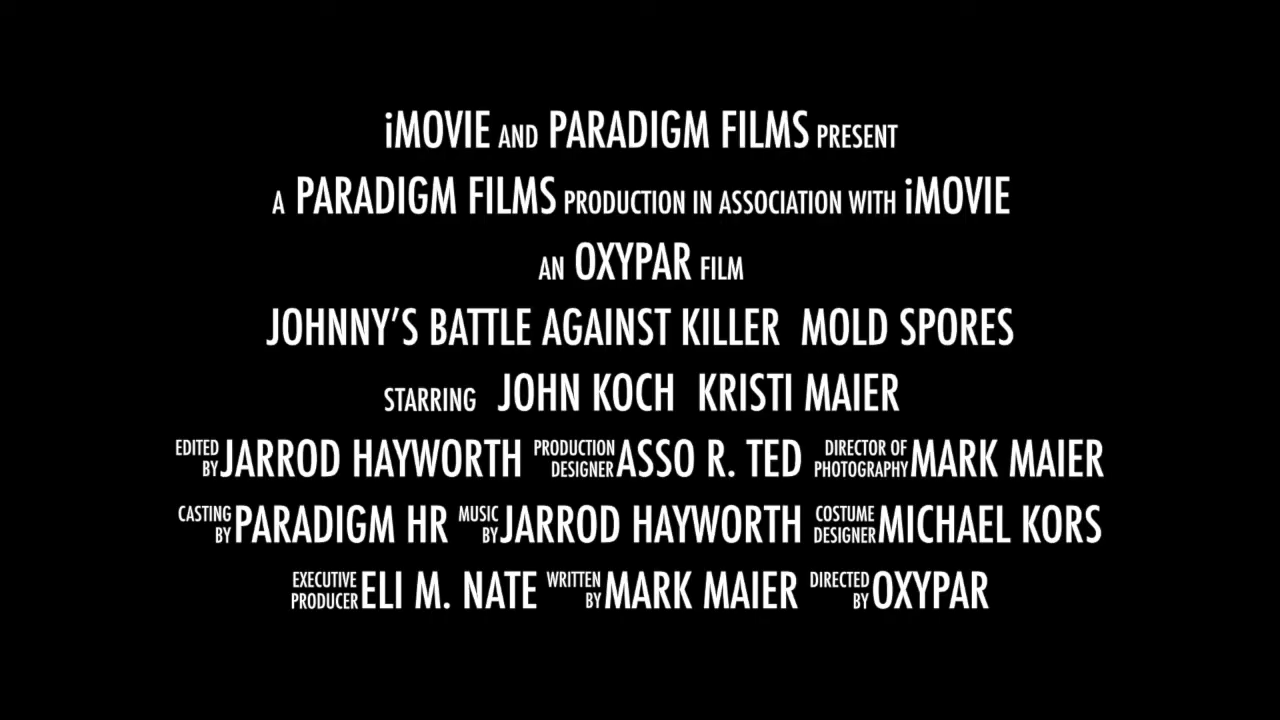 iMOVIE AND PARADIGM FILMS PRESENT
A PARADIGM FILMS PRODUCTION IN ASSOCIATION WITH iMOVIE
AN OXYPAR FILM
JOHNNY'S BATTLE AGAINST KILLER MOLD SPORES
STARRING JOHN KOCH KRISTI MAIER
EDITED BY JARROD HAYWORTH PRODUCTION DESIGNER ASSO R. TED DIRECTOR OF PHOTOGRAPHY MARK MAIER
CASTING BY PARADIGM HR MUSIC BY JARROD HAYWORTH COSTUME DESIGNER MICHAEL KORS
EXECUTIVE PRODUCER ELI M. NATE WRITTEN BY MARK MAIER DIRECTED BY OXYPAR